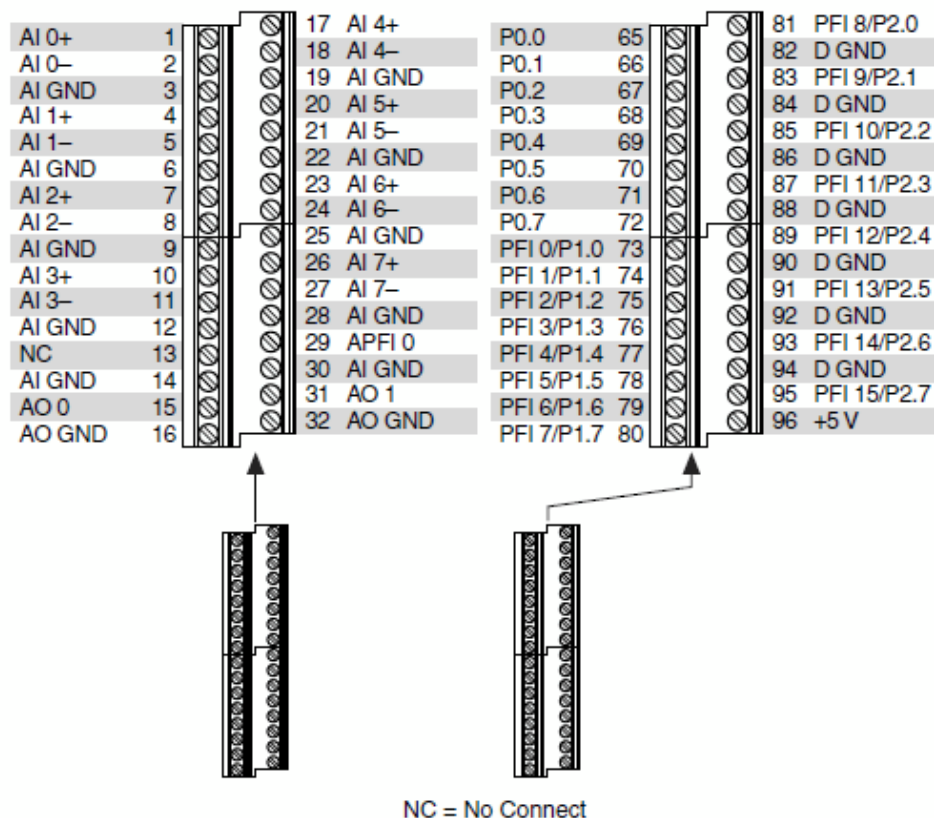 AI 0+ 1
AI 0– 2
AI GND 3
AI 1+ 4
AI 1– 5
AI GND 6
AI 2+ 7
AI 2– 8
AI GND 9
AI 3+ 10
AI 3– 11
AI GND 12
NC 13
AI GND 14
AO 0 15
AO GND 16
17 AI 4+
18 AI 4–
19 AI GND
20 AI 5+
21 AI 5–
22 AI GND
23 AI 6+
24 AI 6–
25 AI GND
26 AI 7+
27 AI 7–
28 AI GND
29 APFI 0
30 AI GND
31 AO 1
32 AO GND
P0.0 65
P0.1 66
P0.2 67
P0.3 68
P0.4 69
P0.5 70
P0.6 71
P0.7 72
PFI 0/P1.0 73
PFI 1/P1.1 74
PFI 2/P1.2 75
PFI 3/P1.3 76
PFI 4/P1.4 77
PFI 5/P1.5 78
PFI 6/P1.6 79
PFI 7/P1.7 80
81 PFI 8/P2.0
82 D GND
83 PFI 9/P2.1
84 D GND
85 PFI 10/P2.2
86 D GND
87 PFI 11/P2.3
88 D GND
89 PFI 12/P2.4
90 D GND
91 PFI 13/P2.5
92 D GND
93 PFI 14/P2.6
94 D GND
95 PFI 15/P2.7
96 +5 V
NC = No Connect